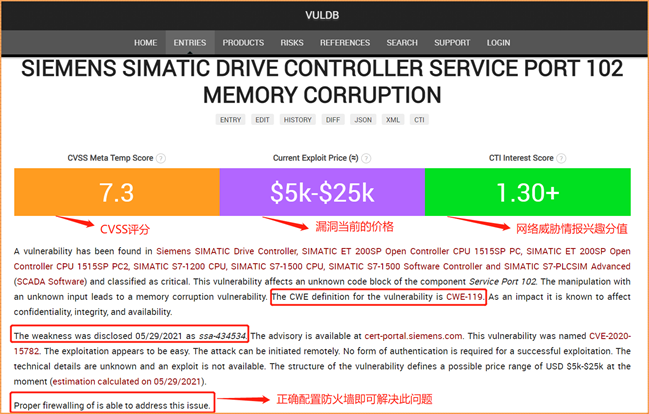 VULDB
HOME ENTRIES PRODUCTS RISKS REFERENCES SEARCH SUPPORT LOGIN
SIEMENS SIMATIC DRIVE CONTROLLER SERVICE PORT 102
MEMORY CORRUPTION
ENTRY EDIT HISTORY DIFF JSON XML CTI
CVSS Meta Temp Score ? Current Exploit Price (≈) ? CTI Interest Score ?
7.3 $5k-$25k 1.30+
CVSS评分 漏洞当前的价格 网络威胁情报兴趣分值
A vulnerability has been found in Siemens SIMATIC Drive Controller, SIMATIC ET 200SP Open Controller CPU 1515SP PC, SIMATIC ET 200SP Open
Controller CPU 1515SP PC2, SIMATIC S7-1200 CPU, SIMATIC S7-1500 CPU, SIMATIC S7-1500 Software Controller and SIMATIC S7-PLCSIM Advanced
(SCADA Software) and classified as critical. This vulnerability affects an unknown code block of the component Service Port 102. The manipulation with
an unknown input leads to a memory corruption vulnerability. The CWE definition for the vulnerability is CWE-119. As an impact it is known to affect
confidentiality, integrity, and availability.
The weakness was disclosed 05/29/2021 as ssa-434534. The advisory is available at cert-portal.siemens.com. This vulnerability was named CVE-2020-
15782. The exploitation appears to be easy. The attack can be initiated remotely. No form of authentication is required for a successful exploitation. The
technical details are unknown and an exploit is not available. The structure of the vulnerability defines a possible price range of USD $5k-$25k at the
moment (estimation calculated on 05/29/2021).
Proper firewalling of is able to address this issue. 正确配置防火墙即可解决此问题